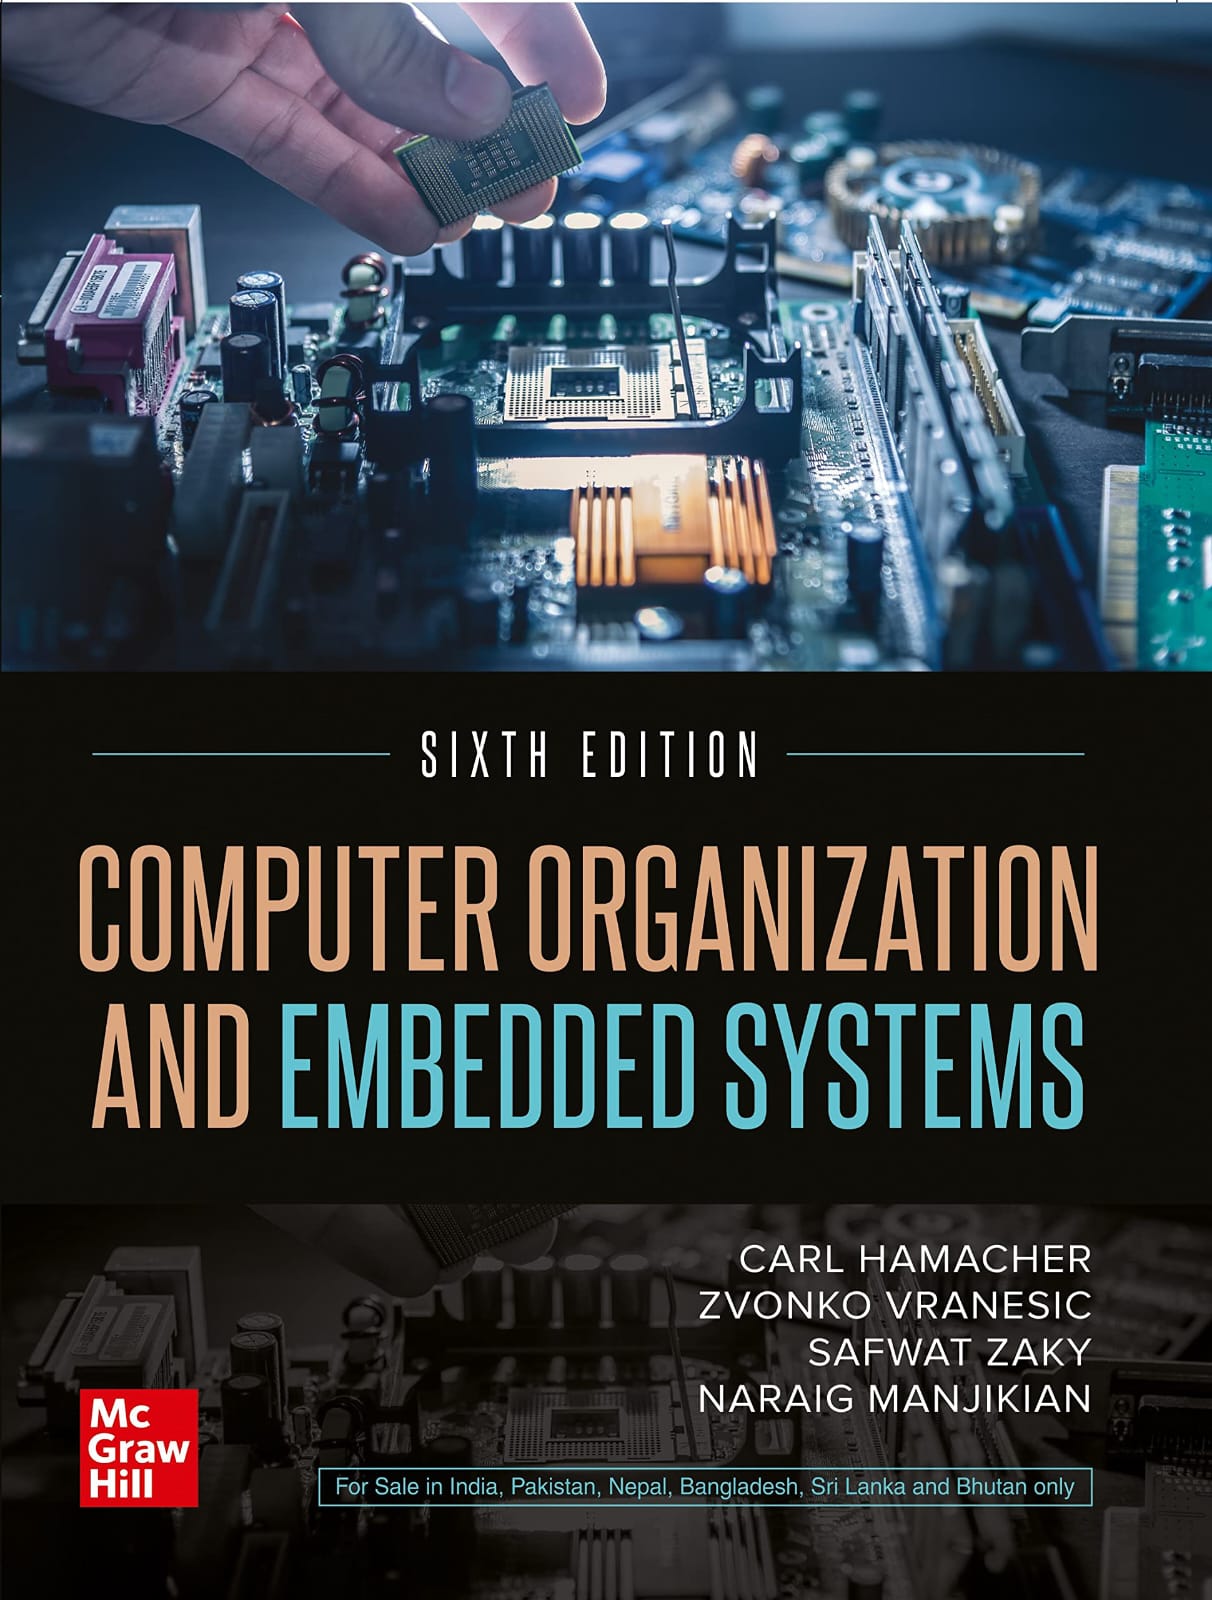 SIXTH EDITION
COMPUTER ORGANIZATION
AND EMBEDDED SYSTEMS
CARL HAMACHER
ZVONKO VRANESIC
SAFWAT ZAKY
NARAIG MANJIKIAN
Mc
Graw
Hill
For Sale in India, Pakistan, Nepal, Bangladesh, Sri Lanka and Bhutan only